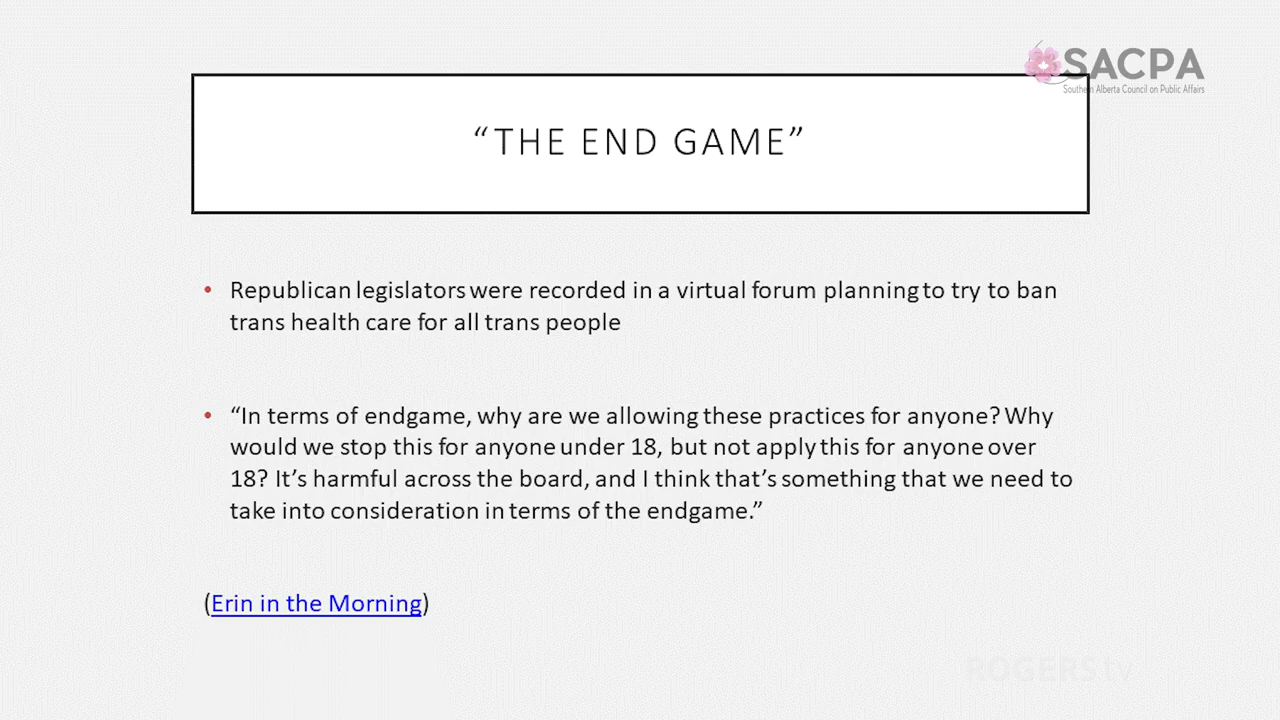 SACPA
Southern Alberta Council on Public Affairs
“THE END GAME”
• Republican legislators were recorded in a virtual forum planning to try to ban
trans health care for all trans people
• “In terms of endgame, why are we allowing these practices for anyone? Why
would we stop this for anyone under 18, but not apply this for anyone over
18? It’s harmful across the board, and I think that’s something that we need to
take into consideration in terms of the endgame.”
(Erin in the Morning)
ROGERS tv